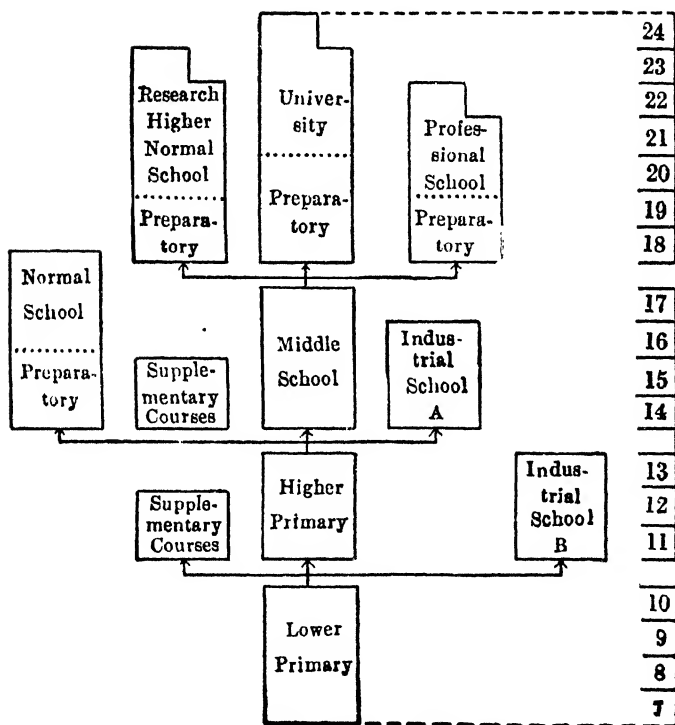 24
23
22
21
20
19
18
Research
Higher
Normal
School
Prepara-
tory
Univer-
sity
Prepara-
tory
Profes-
sional
School
Prepara-
tory
17
16
15
14
Normal
School
Prepara-
tory
Supple-
mentary
Courses
Middle
School
Indus-
trial
School
A
13
12
11
Supple-
mentary
Courses
Higher
Primary
Indus-
trial
School
B
10
9
8
7
Lower
Primary